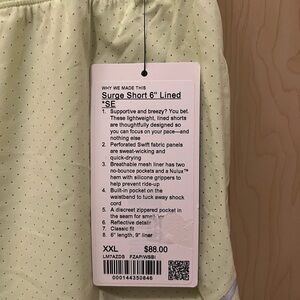 WHY WE MADE THIS
Surge Short 6" Lined
*SE
1. Supportive and breezy? You bet.
These lightweight, lined shorts
are thoughtfully designed so
you can focus on your pace—and
nothing else
2. Perforated Swift fabric panels
are sweat-wicking and
quick-drying
3. Breathable mesh liner has two
no-bounce pockets and a Nulux™
hem with silicone grippers to
help prevent ride-up
4. Built-in pocket on the
waistband to tuck away shock
cord
5. A discreet zippered pocket in
the seam for small
6. Reflective details
7. Classic fit
8. 6" length, 9" liner
XXL $88.00
LM7AZDS FZAP/WSBI
000144350846